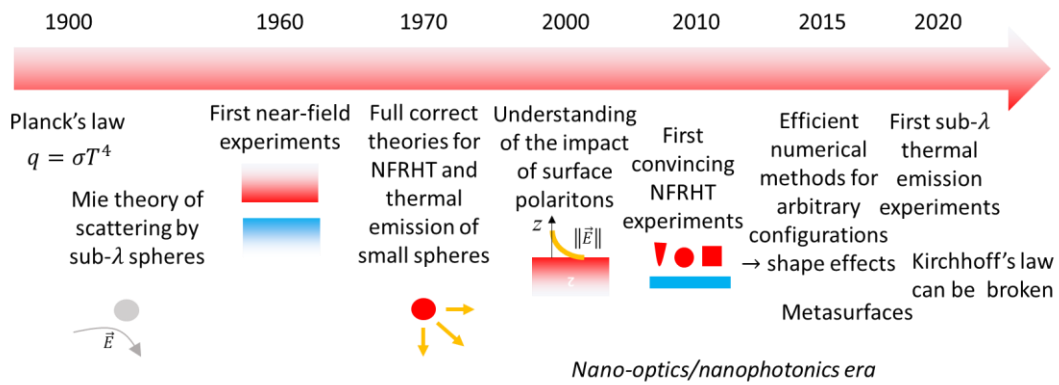 1900 1960 1970 2000 2010 2015 2020
Planck's law
q = σT⁴
Mie theory of
scattering by
sub-λ spheres
E⃗
First near-field
experiments
Full correct
theories for
NFRHT and
thermal
emission of
small spheres
Understanding
of the impact
of surface
polaritons
z
‖E⃗‖
2
First
convincing
NFRHT
experiments
Efficient
numerical
methods for
arbitrary
configurations
→ shape effects
Metasurfaces
First sub-λ
thermal
emission
experiments
Kirchhoff's law
can be broken
Nano-optics/nanophotonics era